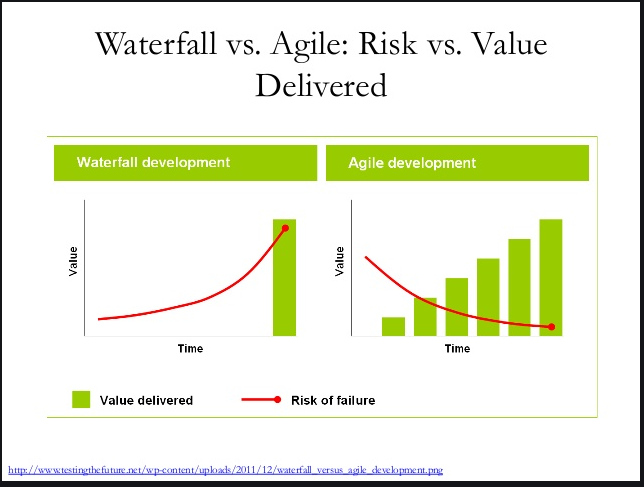 Waterfall vs. Agile: Risk vs. Value
Delivered
Waterfall development
Agile development
Value
Time
Value
Time
Value delivered
Risk of failure
http://www.testingthefuture.net/wp-content/uploads/2011/12/waterfall_versus_agile_development.png